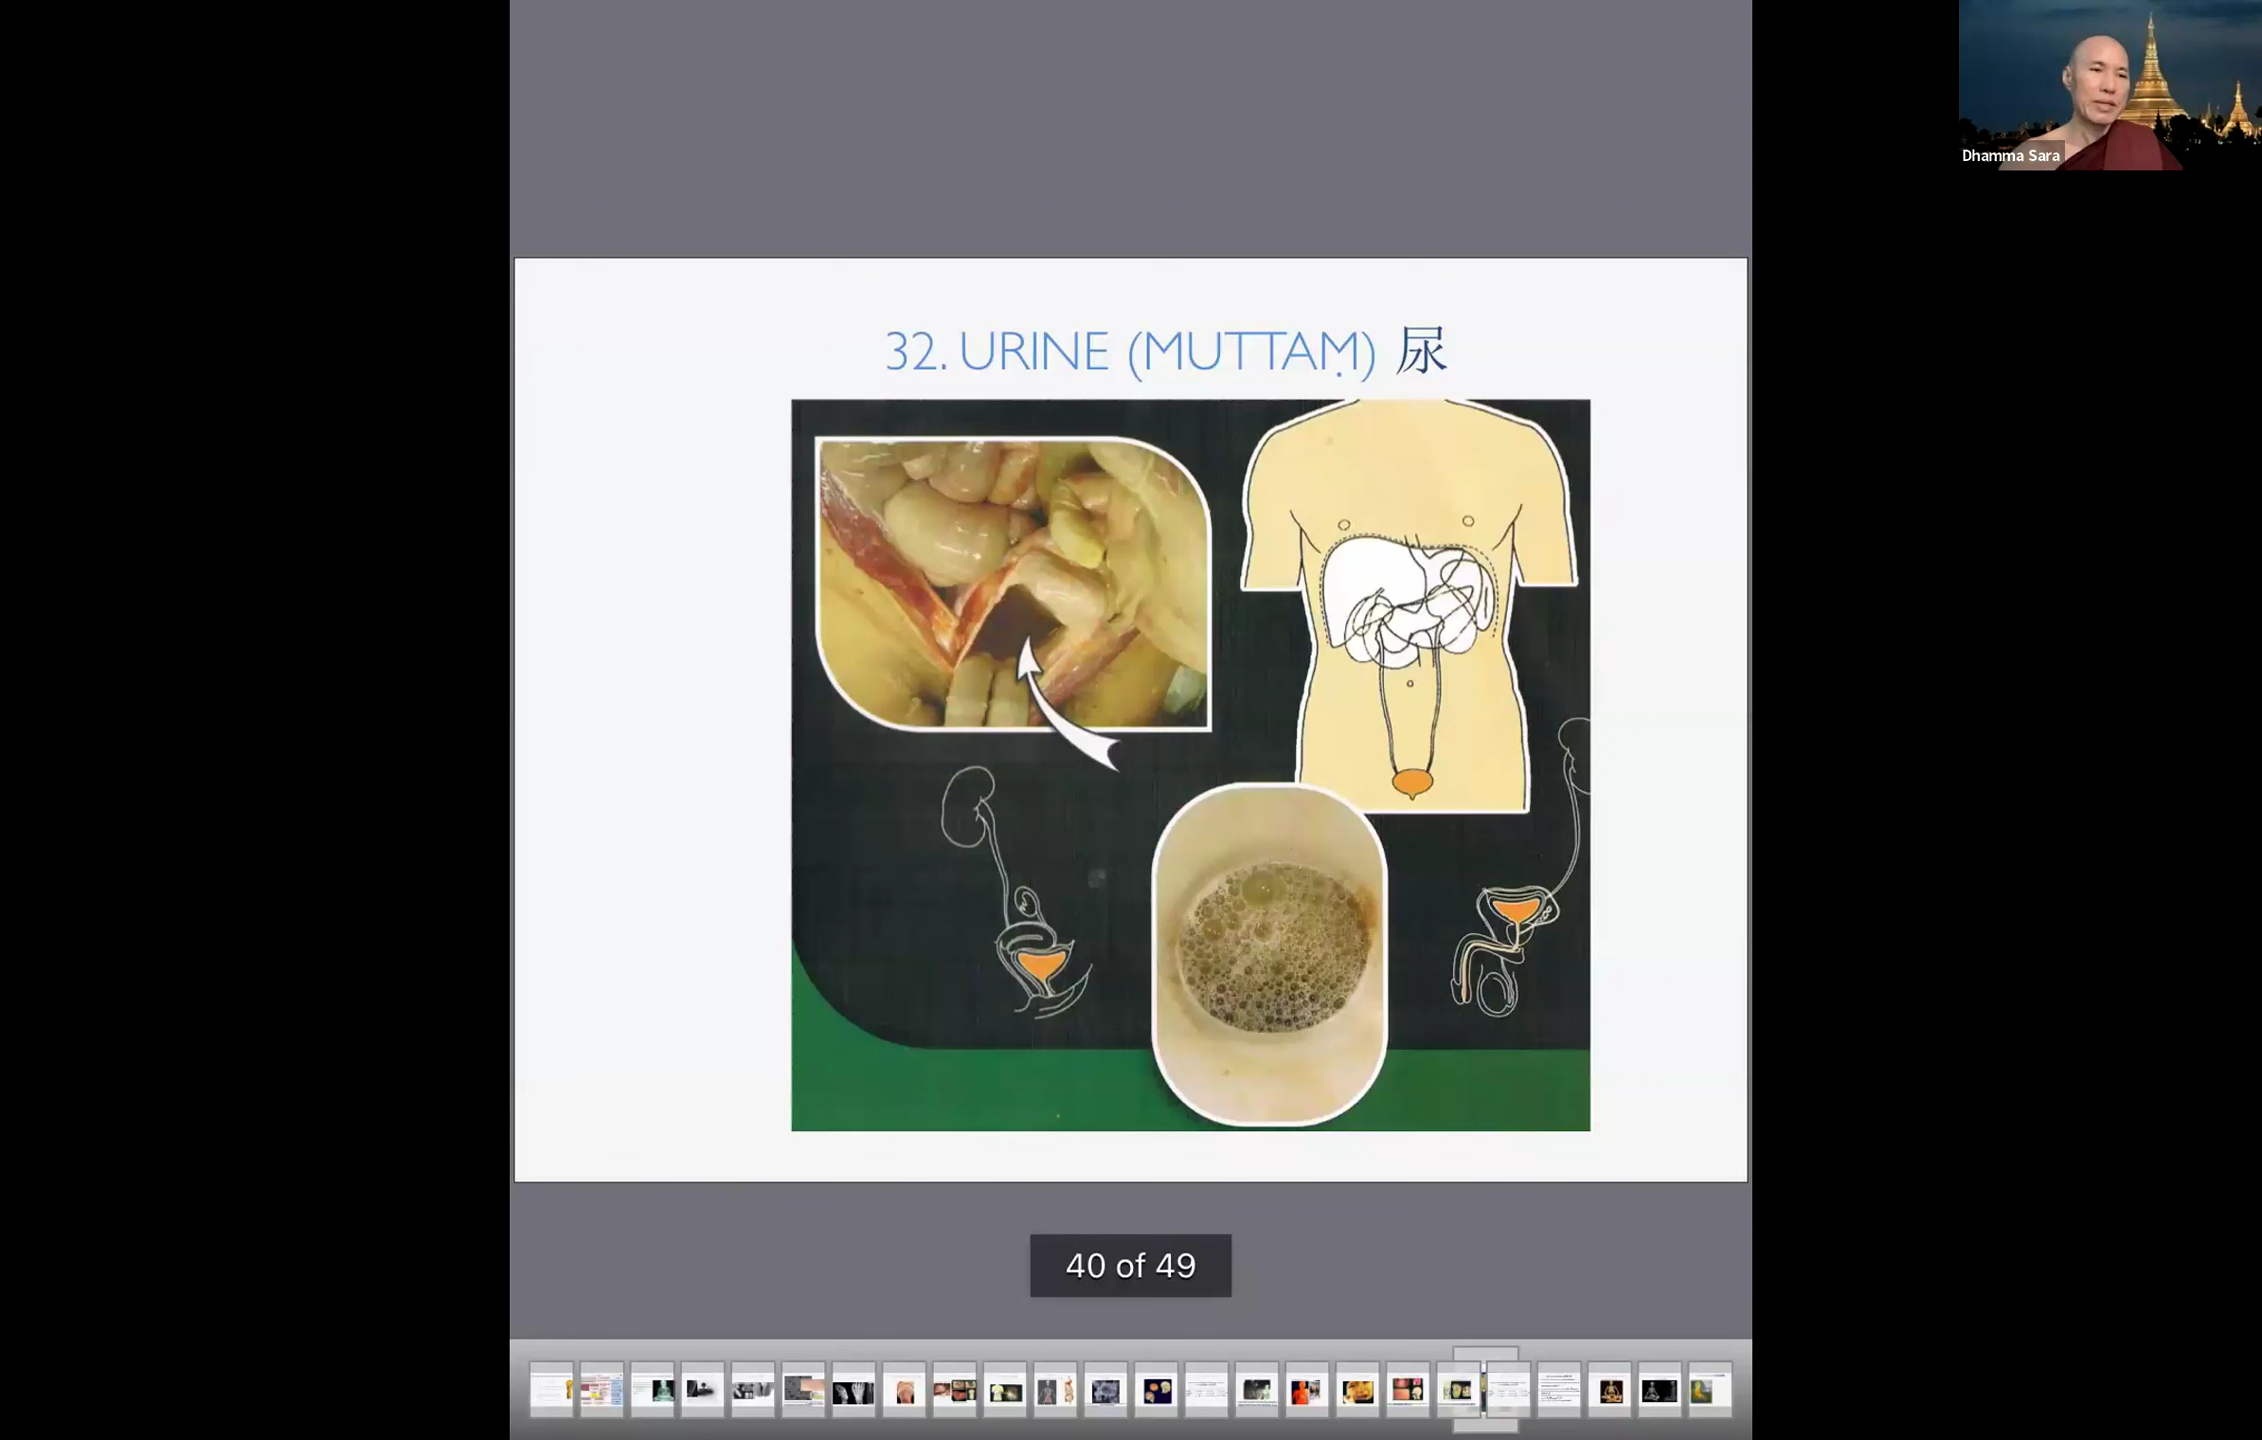 Dhamma Sara
32. URINE (MUTTAṂ) 尿
40 of 49